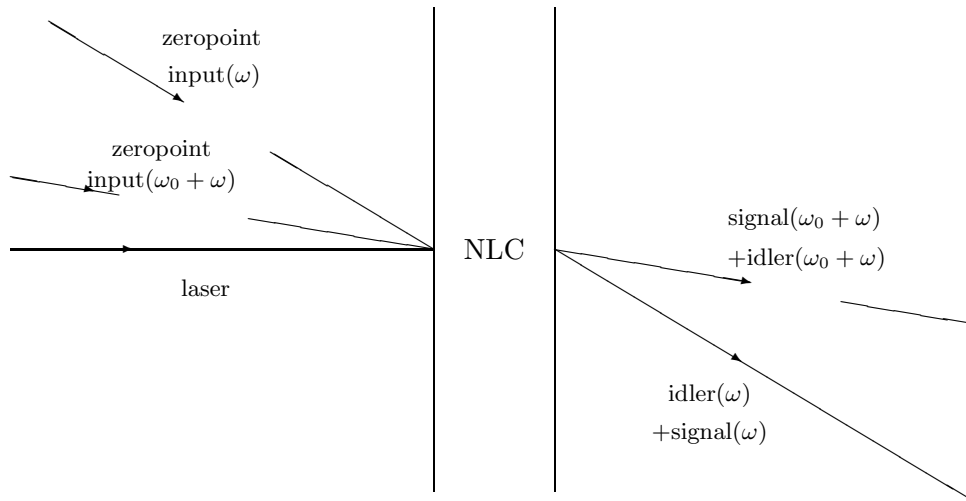 zeropoint
input(ω)
zeropoint
input(ω₀ + ω)
laser
NLC
signal(ω₀ + ω)
+idler(ω₀ + ω)
idler(ω)
+signal(ω)